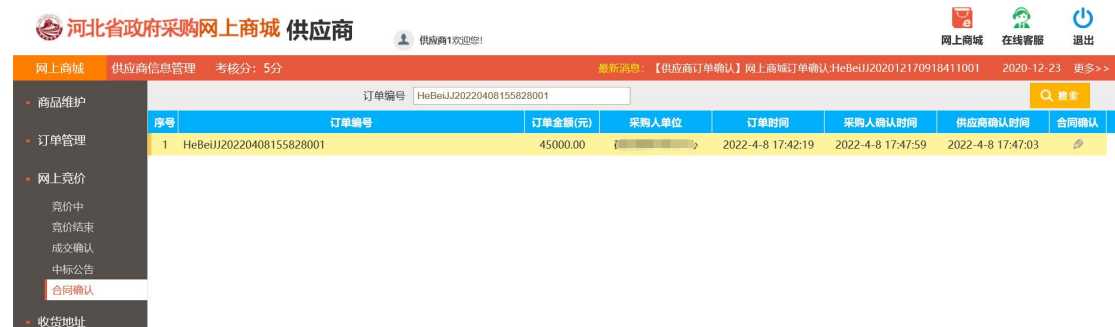 河北省政府采购网上商城 供应商
供应商1欢迎您!
网上商城 在线客服 退出
网上商城 供应商信息管理 考核分：5分 最新消息：【供应商订单确认】网上商城订单确认:HeBeiJJ202012170918411001 2020-12-23 更多>>
商品维护
订单管理
网上竞价
竞价中
竞价结束
成交确认
中标公告
合同确认
收货地址
订单编号 HeBeiJJ20220408155828001 搜索
序号 订单编号 订单金额(元) 采购人单位 订单时间 采购人确认时间 供应商确认时间 合同确认
1 HeBeiJJ20220408155828001 45000.00 2022-4-8 17:42:19 2022-4-8 17:47:59 2022-4-8 17:47:03